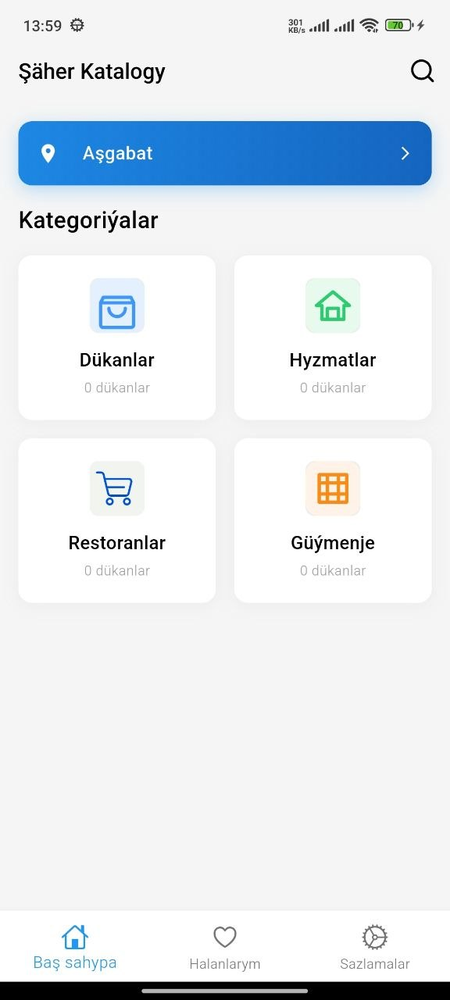 13:59
301
KB/s
70
Şäher Katalogy
Aşgabat
Kategoriýalar
Dükanlar
0 dükanlar
Hyzmatlar
0 dükanlar
Restoranlar
0 dükanlar
Güýmenje
0 dükanlar
Baş sahypa
Halanlarym
Sazlamalar